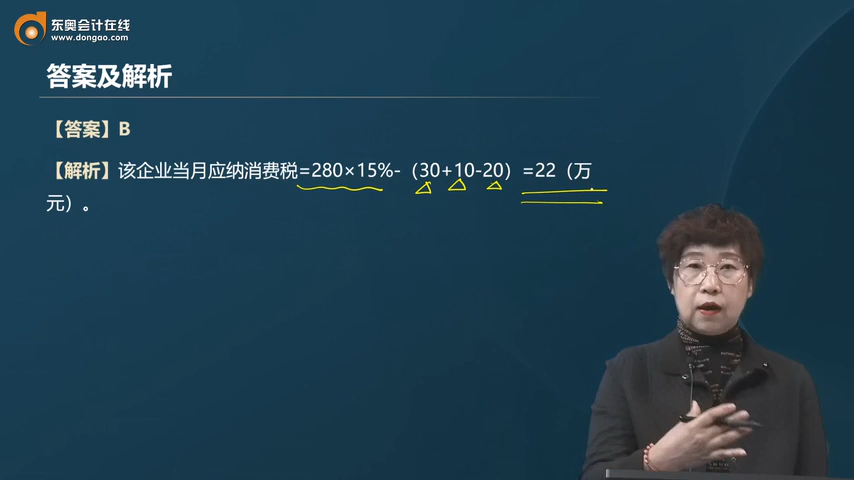 东奥会计在线
www.dongao.com
答案及解析
【答案】B
【解析】该企业当月应纳消费税=280×15%-（30+10-20）=22（万
元）。